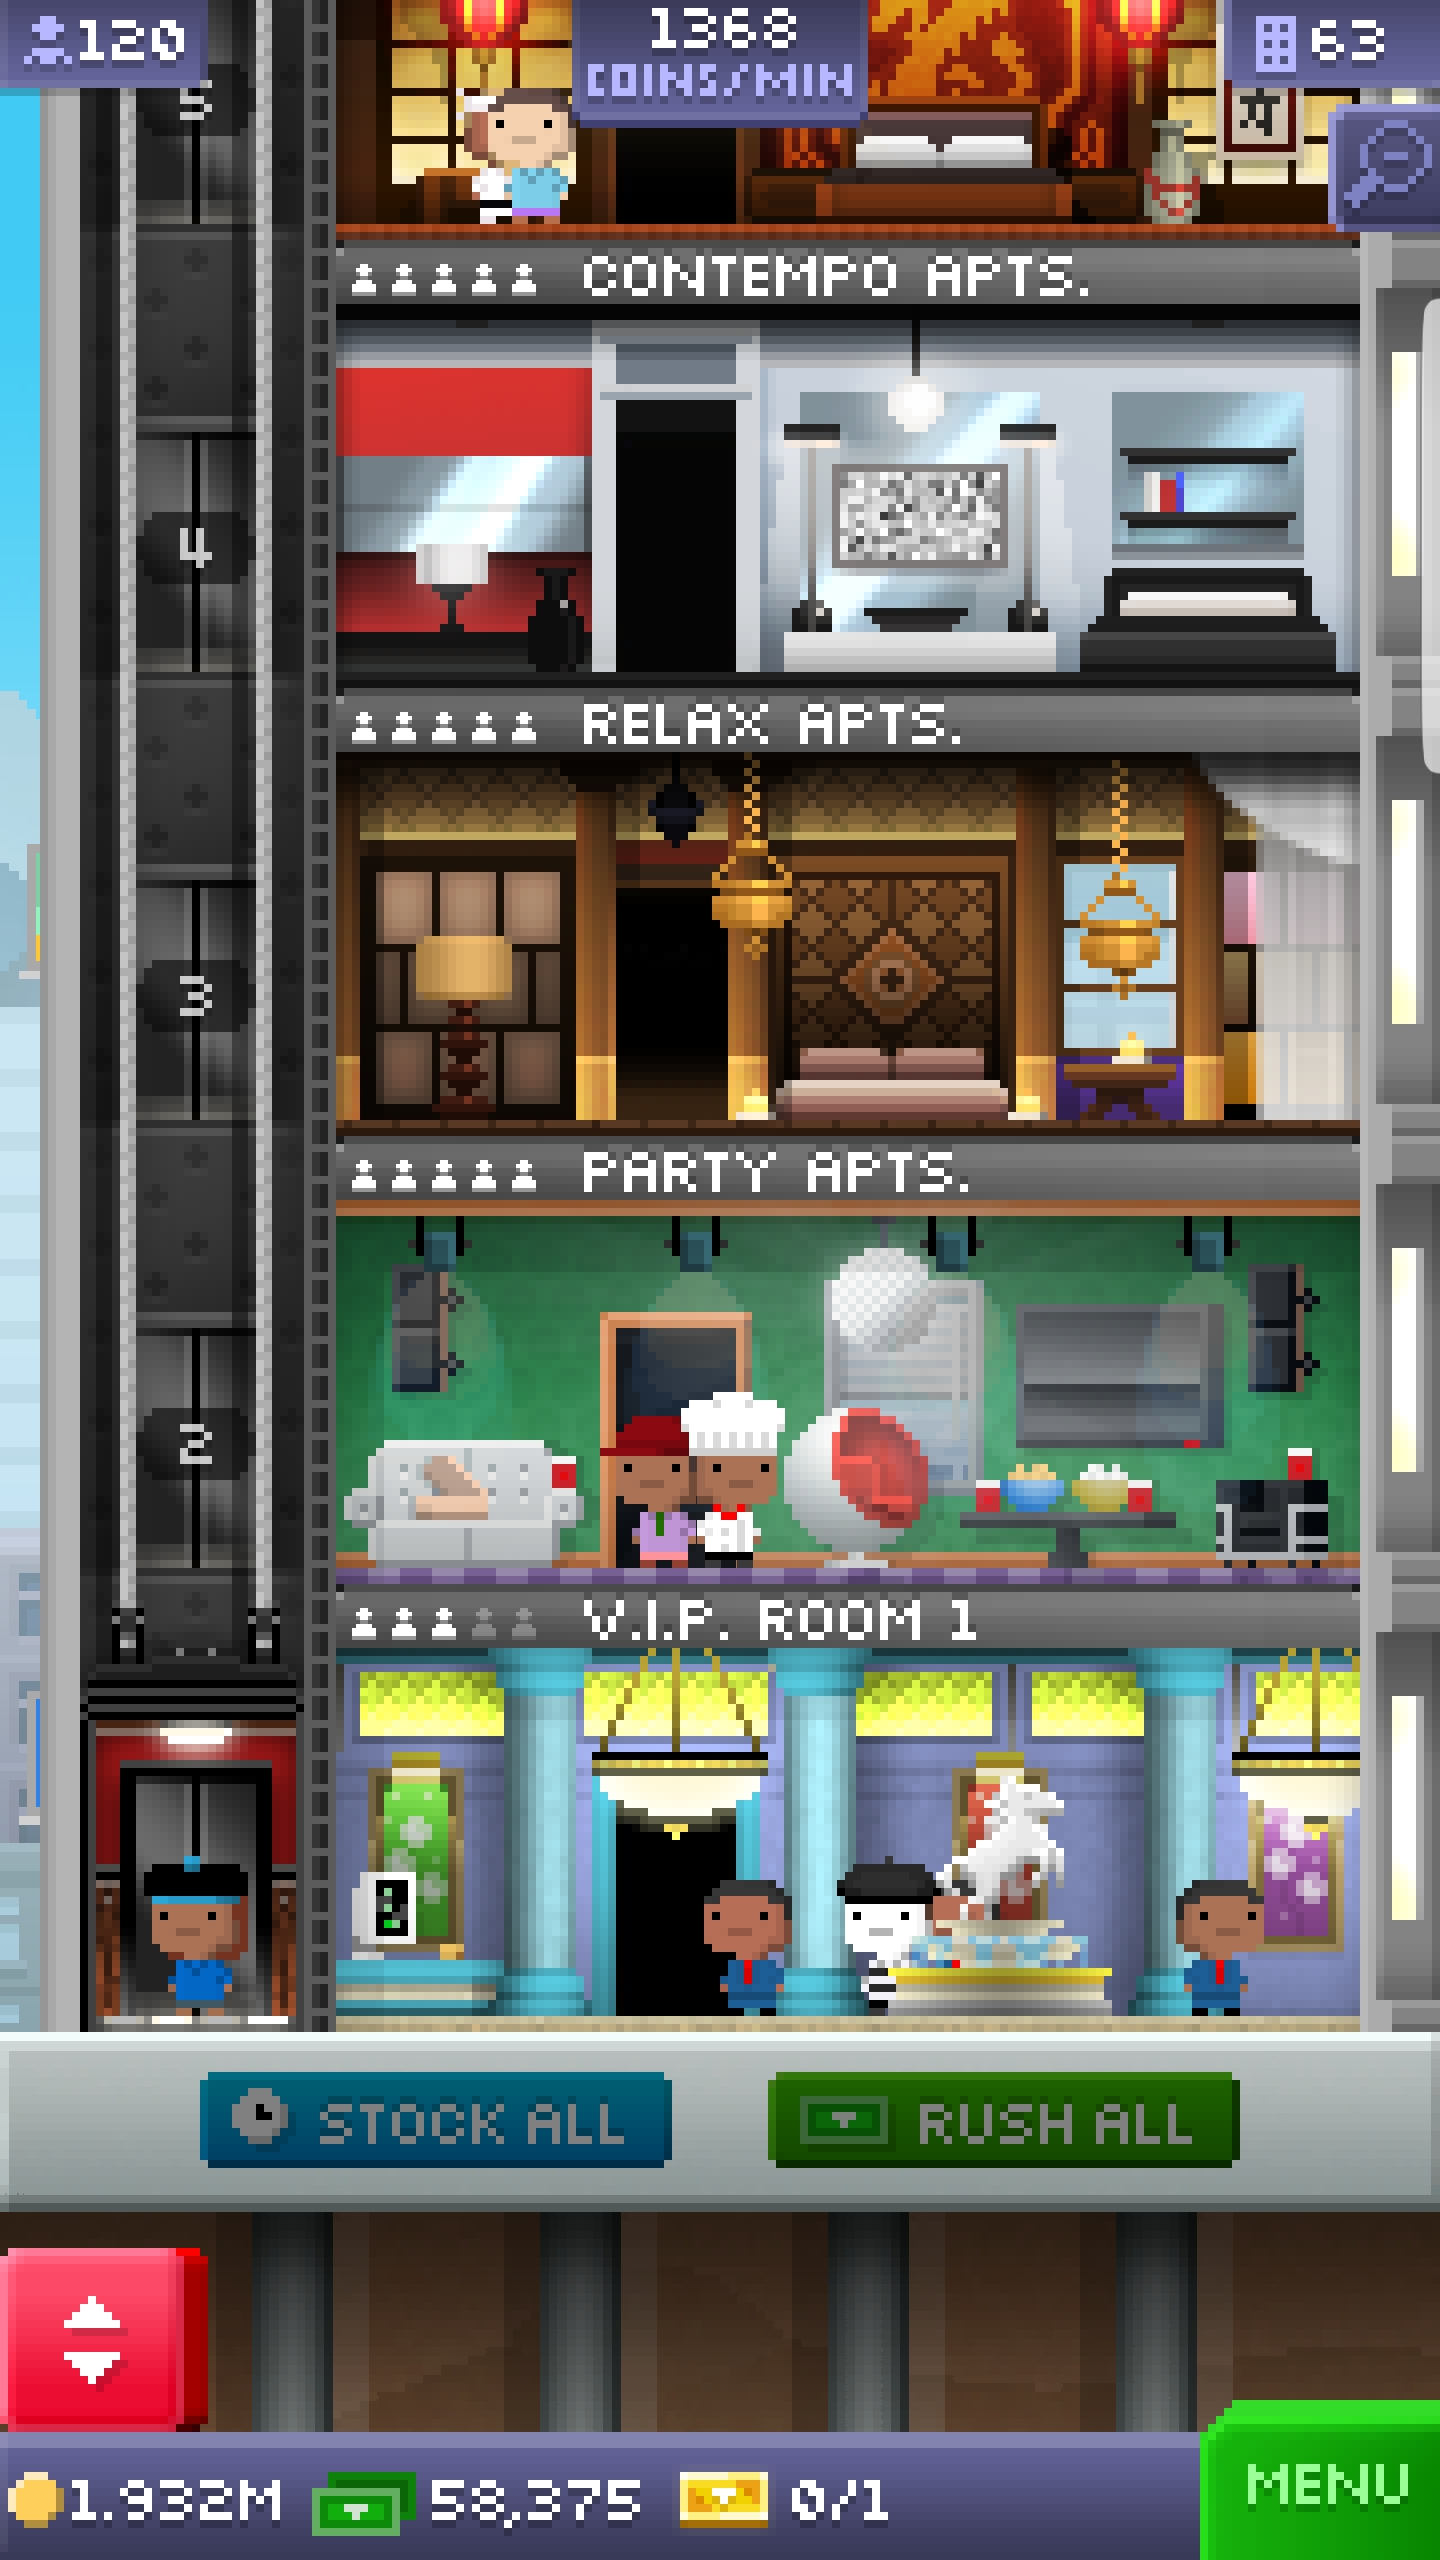 120
1368
COINS/MIN
63
5
CONTEMPO APTS.
4
RELAX APTS.
3
PARTY APTS.
2
V.I.P. ROOM 1
STOCK ALL
RUSH ALL
1.932M
58,375
0/1
MENU